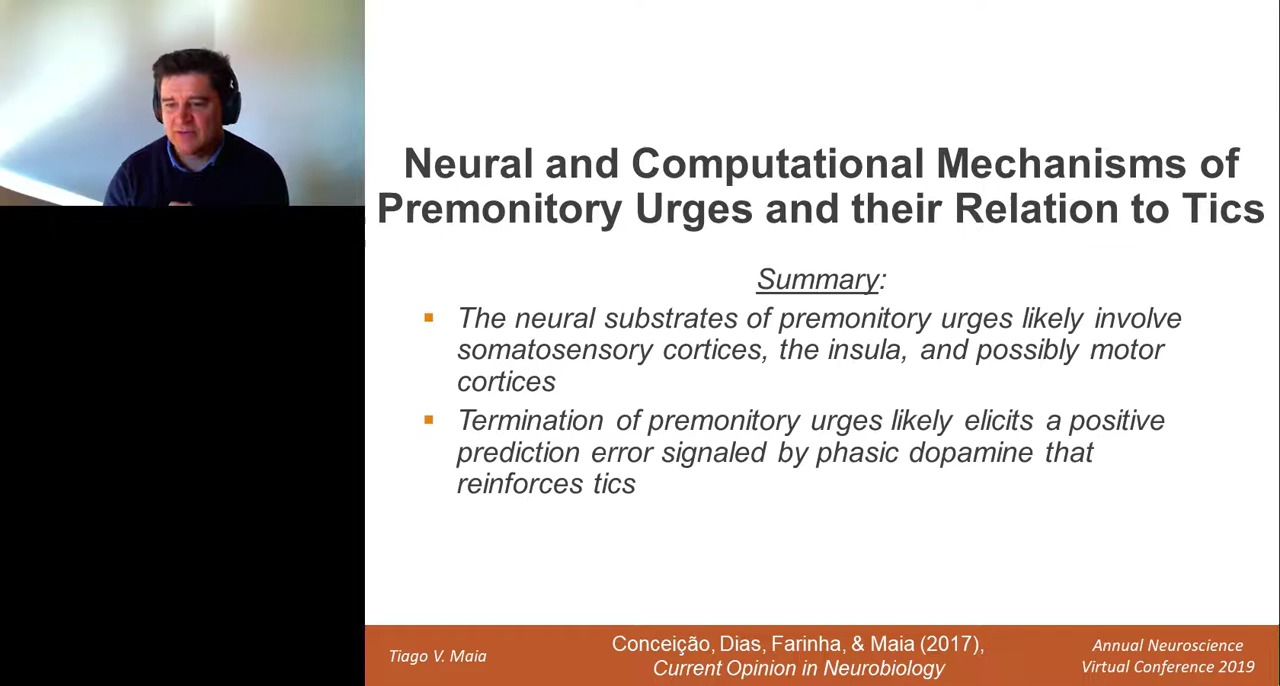 Neural and Computational Mechanisms of
Premonitory Urges and their Relation to Tics
Summary:
The neural substrates of premonitory urges likely involve
somatosensory cortices, the insula, and possibly motor
cortices
Termination of premonitory urges likely elicits a positive
prediction error signaled by phasic dopamine that
reinforces tics
Tiago V. Maia
Conceição, Dias, Farinha, & Maia (2017),
Current Opinion in Neurobiology
Annual Neuroscience
Virtual Conference 2019